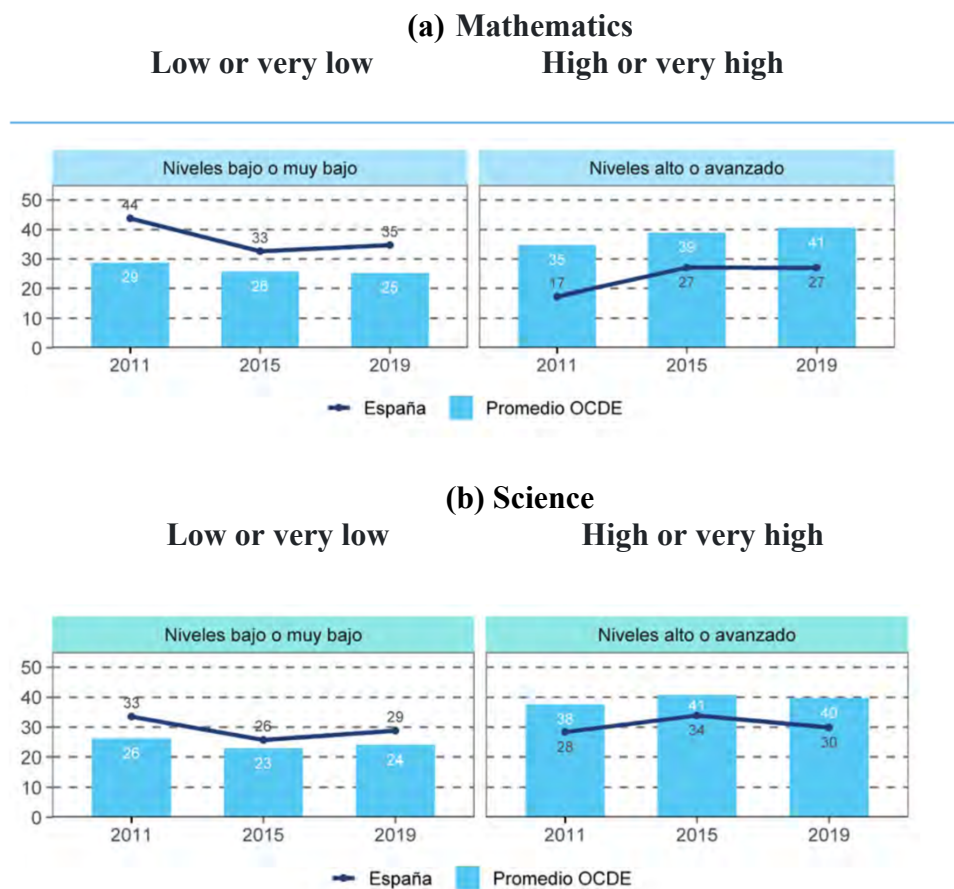 (a) Mathematics
Low or very low High or very high
Niveles bajo o muy bajo Niveles alto o avanzado
50
40
30
20
10
0
44 33 35
29 26 25
35 39 41
17 27 27
2011 2015 2019 2011 2015 2019
España Promedio OCDE
(b) Science
Low or very low High or very high
Niveles bajo o muy bajo Niveles alto o avanzado
50
40
30
20
10
0
33 26 29
26 23 24
38 41 40
28 34 30
2011 2015 2019 2011 2015 2019
España Promedio OCDE